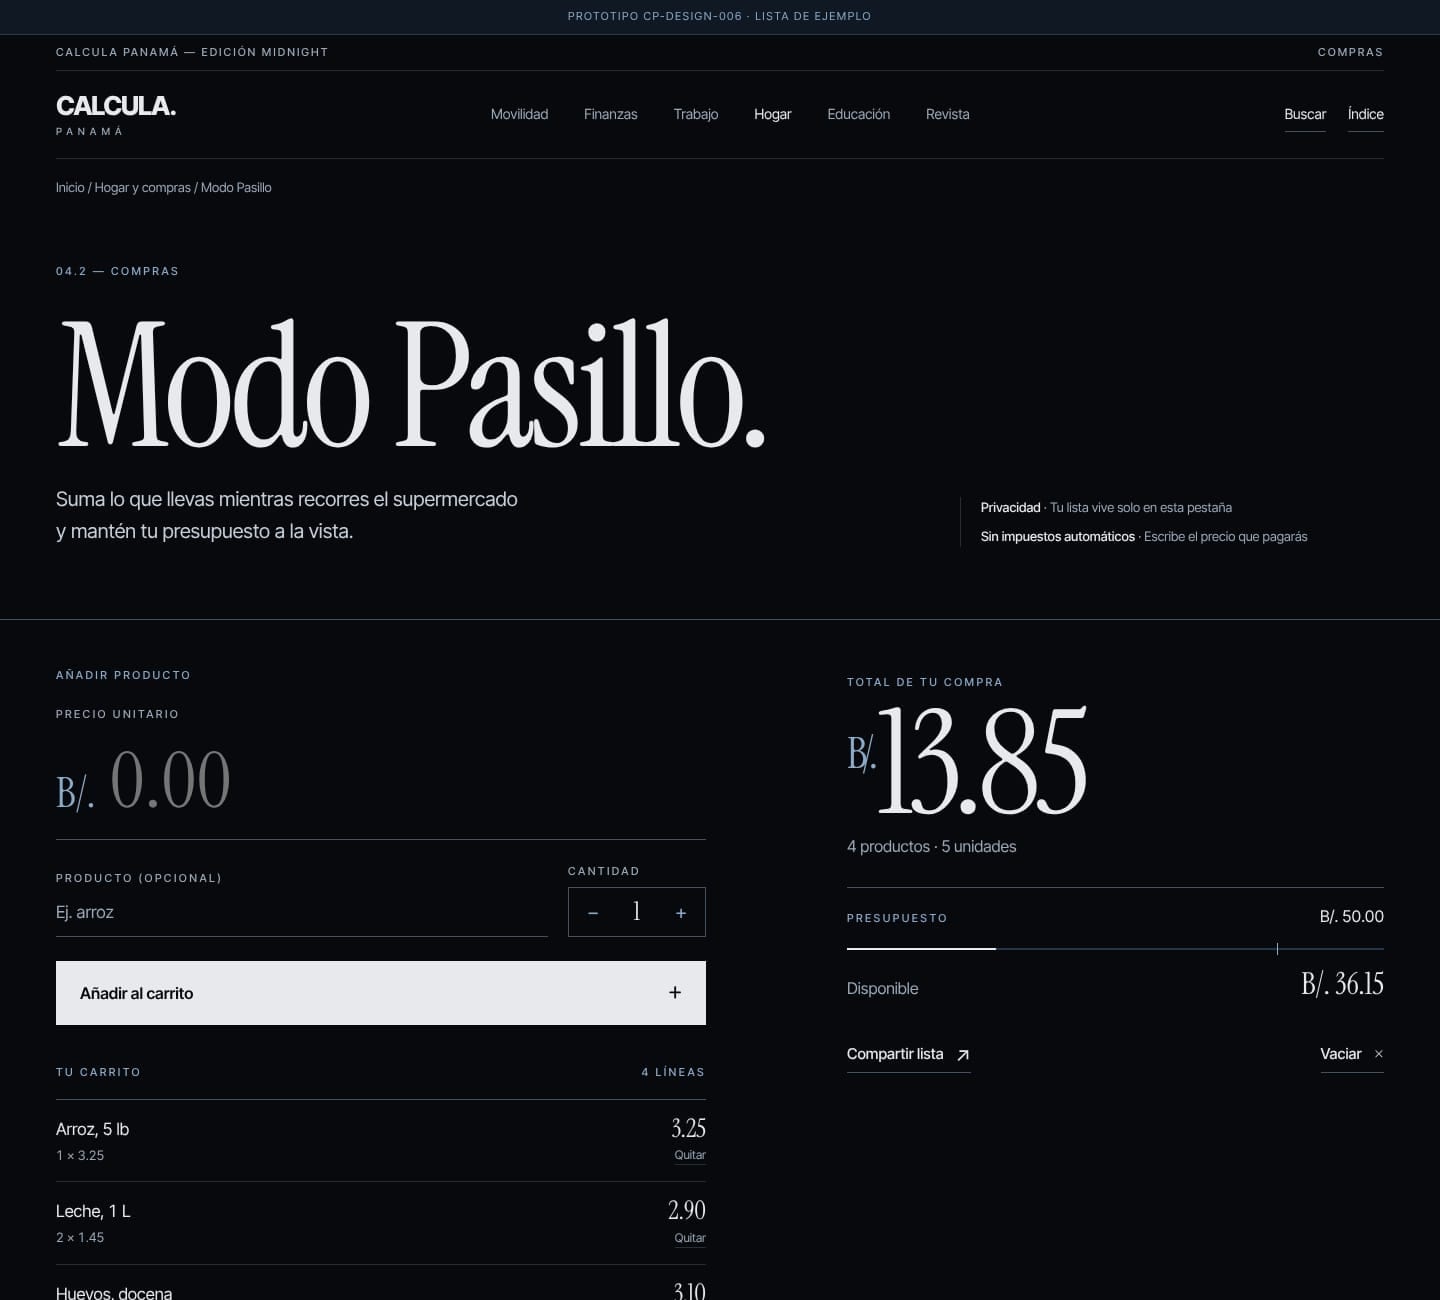 PROTOTIPO CP-DESIGN-006 · LISTA DE EJEMPLO
CALCULA PANAMÁ — EDICIÓN MIDNIGHT
COMPRAS
CALCULA.
PANAMÁ
Movilidad Finanzas Trabajo Hogar Educación Revista
Buscar Índice
Inicio / Hogar y compras / Modo Pasillo
04.2 — COMPRAS
Modo Pasillo.
Suma lo que llevas mientras recorres el supermercado
y mantén tu presupuesto a la vista.
Privacidad · Tu lista vive solo en esta pestaña
Sin impuestos automáticos · Escribe el precio que pagarás
AÑADIR PRODUCTO
PRECIO UNITARIO
B/. 0.00
PRODUCTO (OPCIONAL)
Ej. arroz
CANTIDAD
− 1 +
Añadir al carrito +
TU CARRITO 4 LÍNEAS
Arroz, 5 lb 3.25
1 × 3.25 Quitar
Leche, 1 L 2.90
2 × 1.45 Quitar
Huevos, docena 3.10
TOTAL DE TU COMPRA
B/. 13.85
4 productos · 5 unidades
PRESUPUESTO B/. 50.00
Disponible B/. 36.15
Compartir lista ↗ Vaciar ×